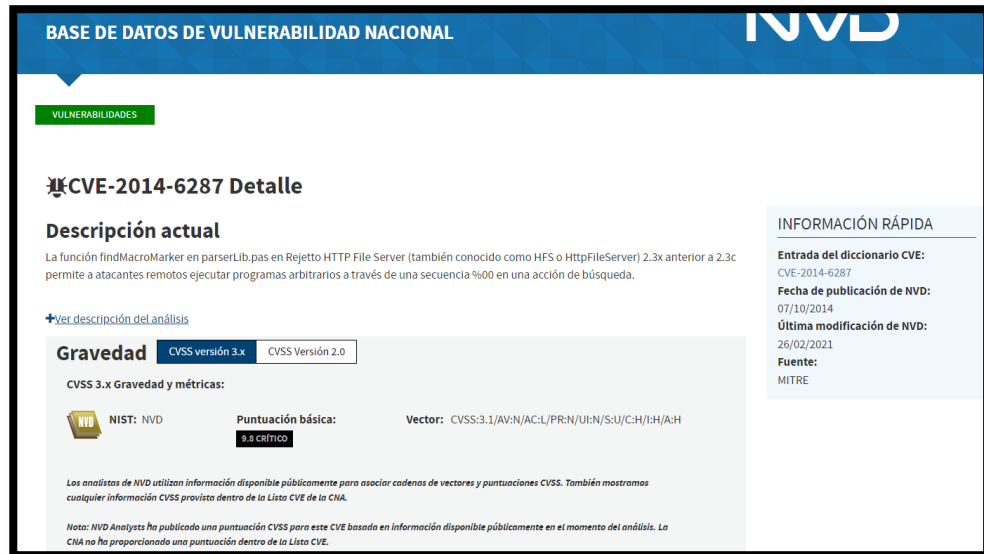 BASE DE DATOS DE VULNERABILIDAD NACIONAL
NVD
VULNERABILIDADES
CVE-2014-6287 Detalle
Descripción actual
La función findMacroMarker en parserLib.pas en Rejetto HTTP File Server (también conocido como HFS o HttpFileServer) 2.3x anterior a 2.3c
permite a atacantes remotos ejecutar programas arbitrarios a través de una secuencia %00 en una acción de búsqueda.
+Ver descripción del análisis
Gravedad
CVSS versión 3.x
CVSS Versión 2.0
CVSS 3.x Gravedad y métricas:
NVD
NIST: NVD
Puntuación básica:
9.8 CRÍTICO
Vector: CVSS:3.1/AV:N/AC:L/PR:N/UI:N/S:U/C:H/I:H/A:H
Los analistas de NVD utilizan información disponible públicamente para asociar cadenas de vectores y puntuaciones CVSS. También mostramos
cualquier información CVSS provista dentro de la Lista CVE de la CNA.
Nota: NVD Analysts ha publicado una puntuación CVSS para este CVE basada en información disponible públicamente en el momento del análisis. La
CNA no ha proporcionado una puntuación dentro de la Lista CVE.
INFORMACIÓN RÁPIDA
Entrada del diccionario CVE:
CVE-2014-6287
Fecha de publicación de NVD:
07/10/2014
Última modificación de NVD:
26/02/2021
Fuente:
MITRE